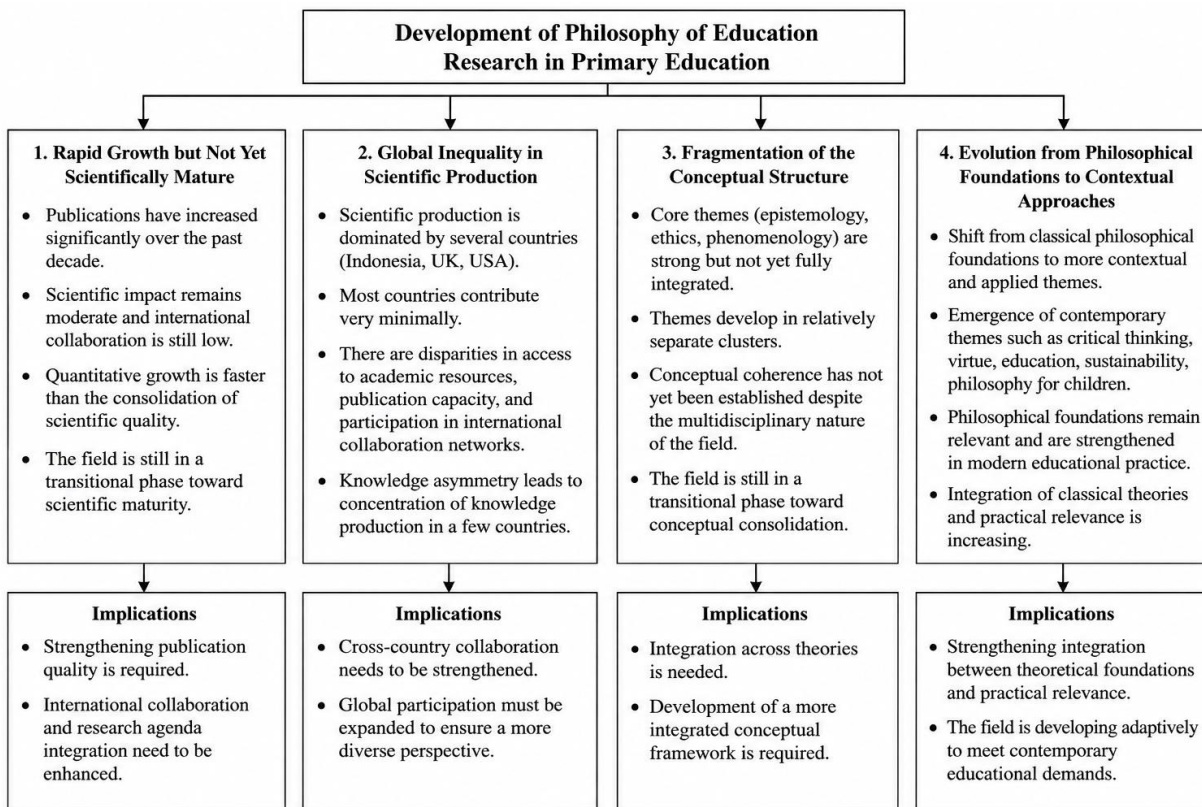 Development of Philosophy of Education
Research in Primary Education
1. Rapid Growth but Not Yet
Scientifically Mature
• Publications have increased
significantly over the past
decade.
• Scientific impact remains
moderate and international
collaboration is still low.
• Quantitative growth is faster
than the consolidation of
scientific quality.
• The field is still in a
transitional phase toward
scientific maturity.
2. Global Inequality in
Scientific Production
• Scientific production is
dominated by several countries
(Indonesia, UK, USA).
• Most countries contribute
very minimally.
• There are disparities in access
to academic resources,
publication capacity, and
participation in international
collaboration networks.
• Knowledge asymmetry leads to
concentration of knowledge
production in a few countries.
3. Fragmentation of the
Conceptual Structure
• Core themes (epistemology,
ethics, phenomenology) are
strong but not yet fully
integrated.
• Themes develop in relatively
separate clusters.
• Conceptual coherence has not
yet been established despite
the multidisciplinary nature
of the field.
• The field is still in a
transitional phase toward
conceptual consolidation.
4. Evolution from Philosophical
Foundations to Contextual
Approaches
• Shift from classical philosophical
foundations to more contextual
and applied themes.
• Emergence of contemporary
themes such as critical thinking,
virtue, education, sustainability,
philosophy for children.
• Philosophical foundations remain
relevant and are strengthened
in modern educational practice.
• Integration of classical theories
and practical relevance is
increasing.
Implications
• Strengthening publication
quality is required.
• International collaboration
and research agenda
integration need to be
enhanced.
Implications
• Cross-country collaboration
needs to be strengthened.
• Global participation must be
expanded to ensure a more
diverse perspective.
Implications
• Integration across theories
is needed.
• Development of a more
integrated conceptual
framework is required.
Implications
• Strengthening integration
between theoretical foundations
and practical relevance.
• The field is developing adaptively
to meet contemporary
educational demands.